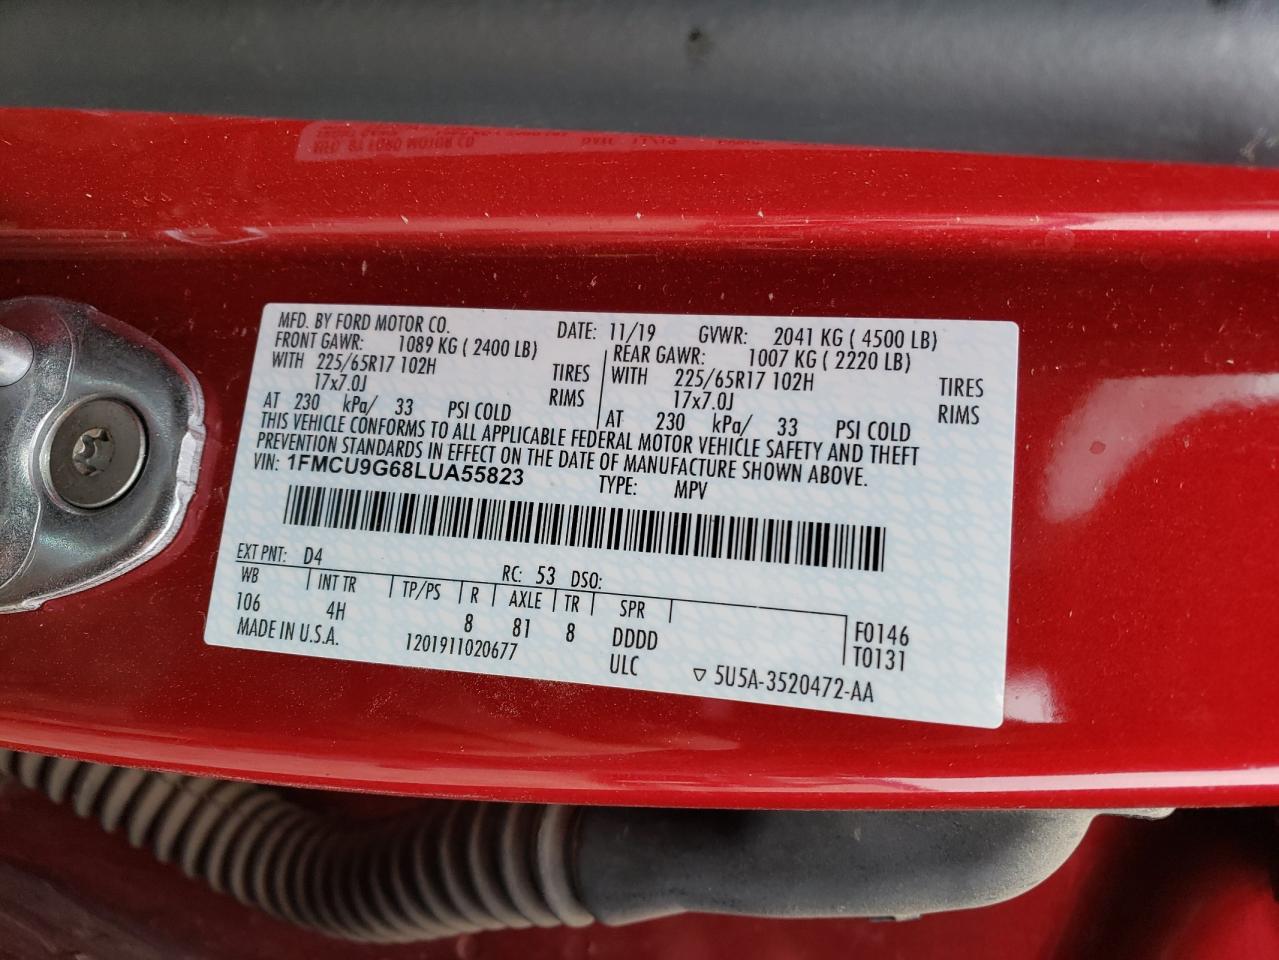 MFD. BY FORD MOTOR CO. DATE: 11/19 GVWR: 2041 KG ( 4500 LB)
FRONT GAWR: 1089 KG ( 2400 LB) REAR GAWR: 1007 KG ( 2220 LB)
WITH 225/65R17 102H TIRES WITH 225/65R17 102H TIRES
17x7.0J RIMS 17x7.0J RIMS
AT 230 kPa/ 33 PSI COLD AT 230 kPa/ 33 PSI COLD
THIS VEHICLE CONFORMS TO ALL APPLICABLE FEDERAL MOTOR VEHICLE SAFETY AND THEFT
PREVENTION STANDARDS IN EFFECT ON THE DATE OF MANUFACTURE SHOWN ABOVE.
VIN: 1FMCU9G68LUA55823 TYPE: MPV
EXT PNT: D4 RC: 53 DSO:
WB INT TR TP/PS R AXLE TR SPR
106 4H 8 81 8 DDDD F0146
MADE IN U.S.A. 1201911020677 ULC T0131
▽ 5U5A-3520472-AA